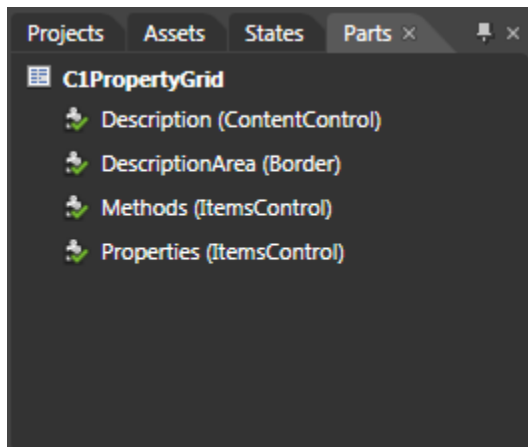 Projects Assets States Parts
C1PropertyGrid
Description (ContentControl)
DescriptionArea (Border)
Methods (ItemsControl)
Properties (ItemsControl)